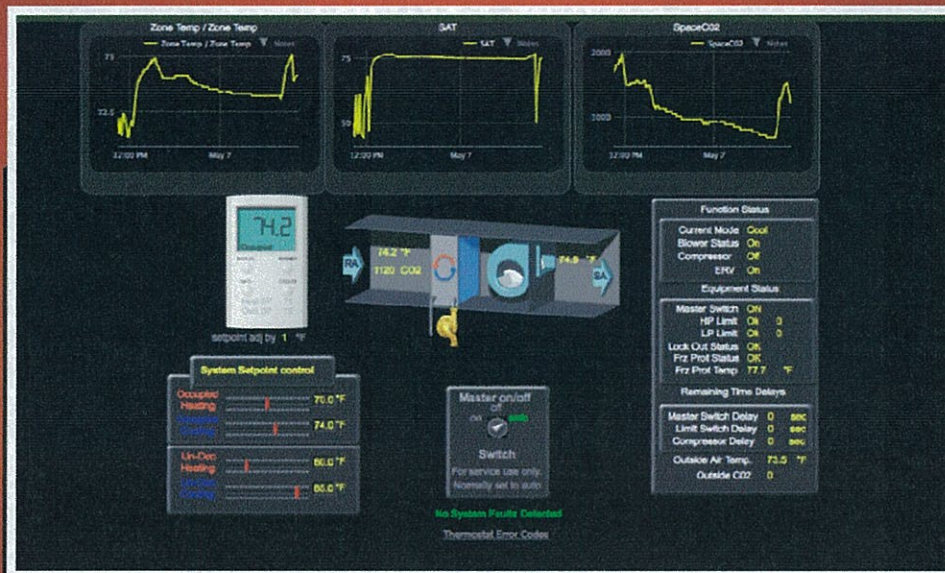 Zone Temp / Zone Temp
Zone Temp / Zone Temp Notes
75
72.5
12:00 PM May 7
SAT
SAT Notes
75
50
12:00 PM May 7
SpaceCO2
SpaceCO2 Notes
2000
1000
12:00 PM May 7
74.2
Occupied
setpoint adj by 1 °F
RA
74.2 °F
1120 CO2
74.9 °F
SA
Function Status
Current Mode Cool
Blower Status On
Compressor Off
ERV On
Equipment Status
Master Switch ON
HP Limit Ok 0
LP Limit Ok 0
Lock Out Status OK
Frz Prot Status OK
Frz Prot Temp 77.7 °F
Remaining Time Delays
Master Switch Delay 0 sec
Limit Switch Delay 0 sec
Compressor Delay 0 sec
Outside Air Temp. 73.5 °F
Outside CO2 0
System Setpoint control
Occupied
Heating
70.0 °F
Cooling
74.0 °F
Un-Occ
Heating
60.0 °F
Cooling
Master on/off
off
on auto
Switch
For service use only.
Normally set to auto
No System Faults Detected
Thermostat Error Codes